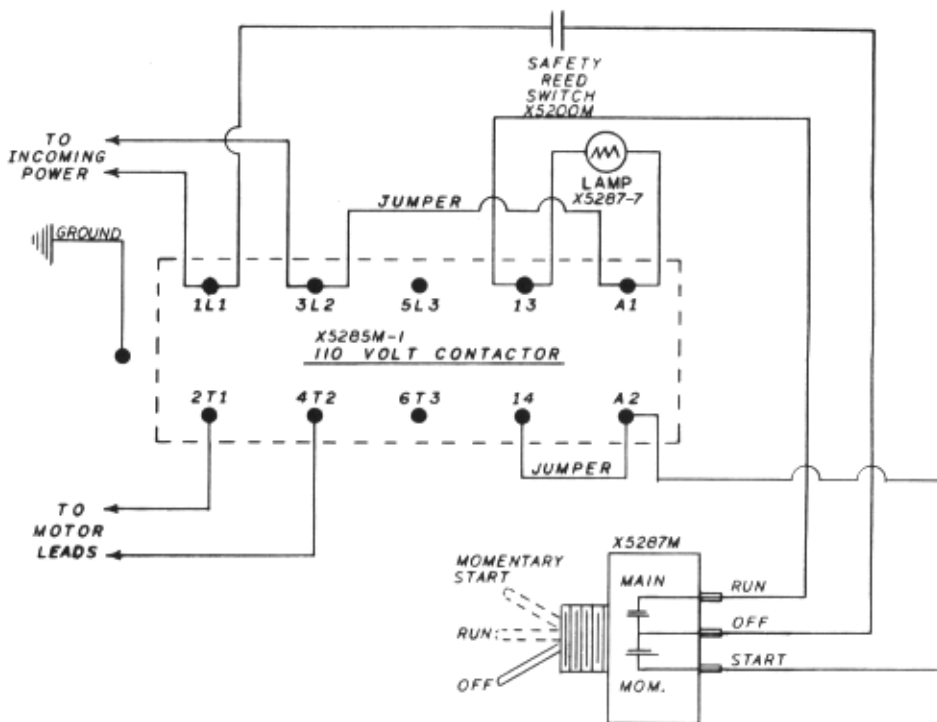 SAFETY
REED
SWITCH
X5200M
TO
INCOMING
POWER
LAMP
X5287-7
JUMPER
GROUND
1L1
3L2
5L3
13
A1
X5285M-1
110 VOLT CONTACTOR
2T1
4T2
6T3
14
A2
JUMPER
TO
MOTOR
LEADS
X5287M
MOMENTARY
START
MAIN
RUN
RUN
OFF
START
OFF
MOM.